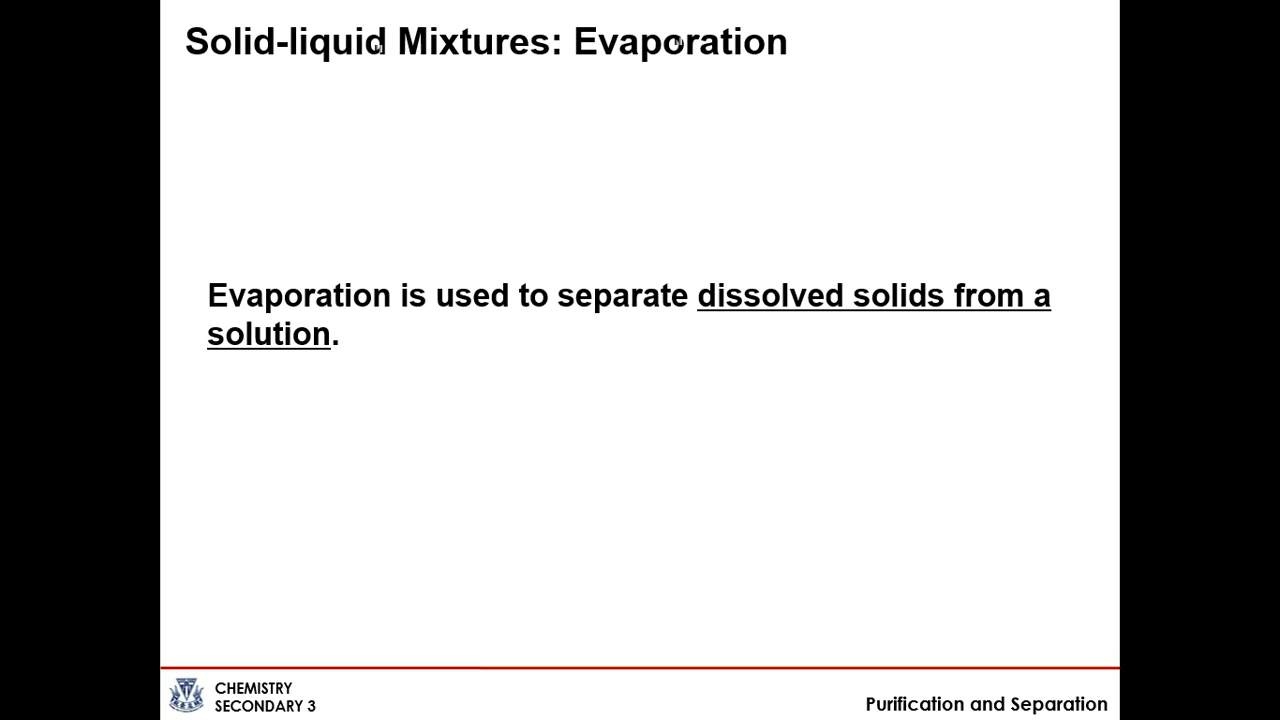 Solid-liquid Mixtures: Evaporation
Evaporation is used to separate dissolved solids from a
solution.
CHEMISTRY
SECONDARY 3
Purification and Separation